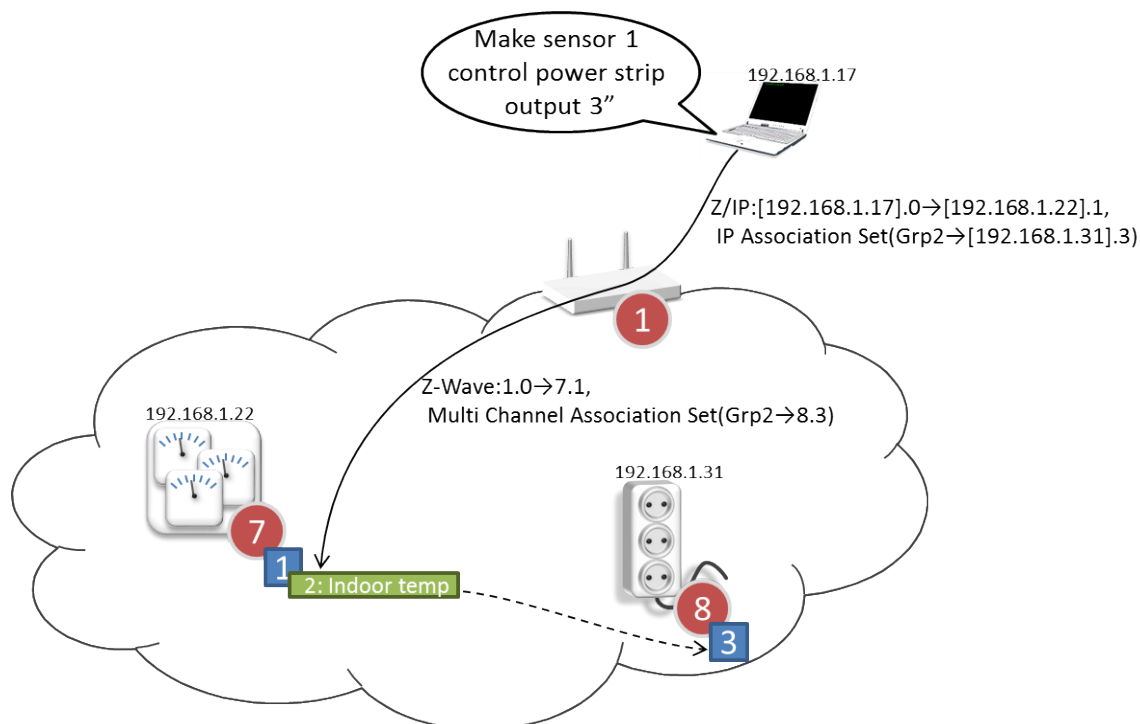 Make sensor 1
control power strip
output 3”
192.168.1.17
Z/IP:[192.168.1.17].0→[192.168.1.22].1,
IP Association Set(Grp2→[192.168.1.31].3)
1
Z-Wave:1.0→7.1,
Multi Channel Association Set(Grp2→8.3)
192.168.1.22
192.168.1.31
7
1
2: Indoor temp
8
3